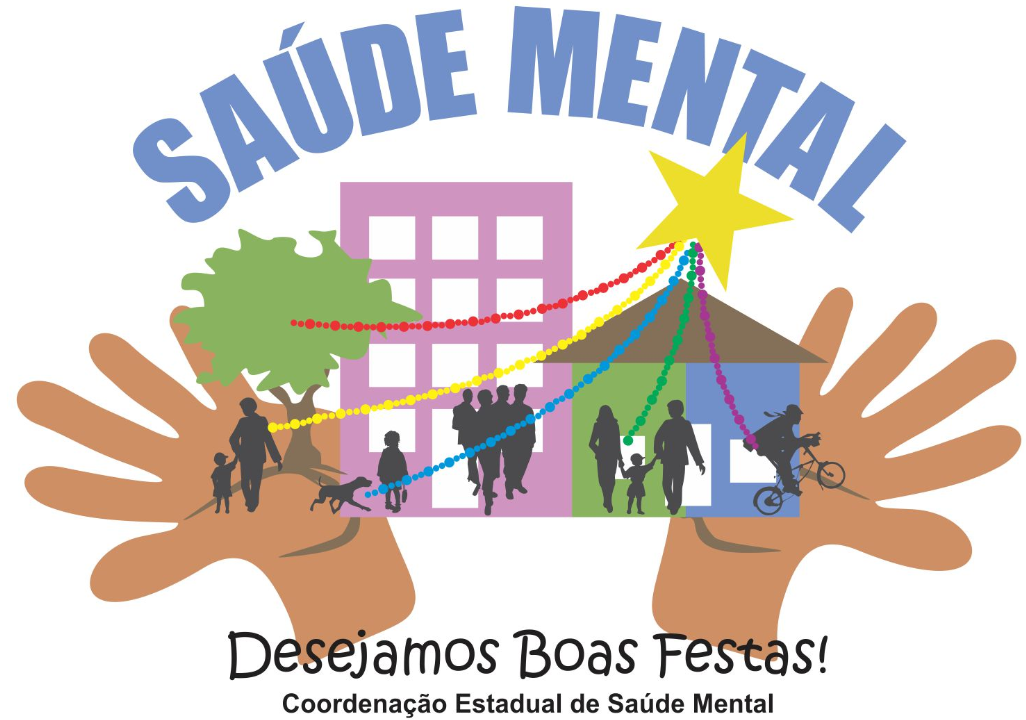 SAÚDE MENTAL
Desejamos Boas Festas!
Coordenação Estadual de Saúde Mental